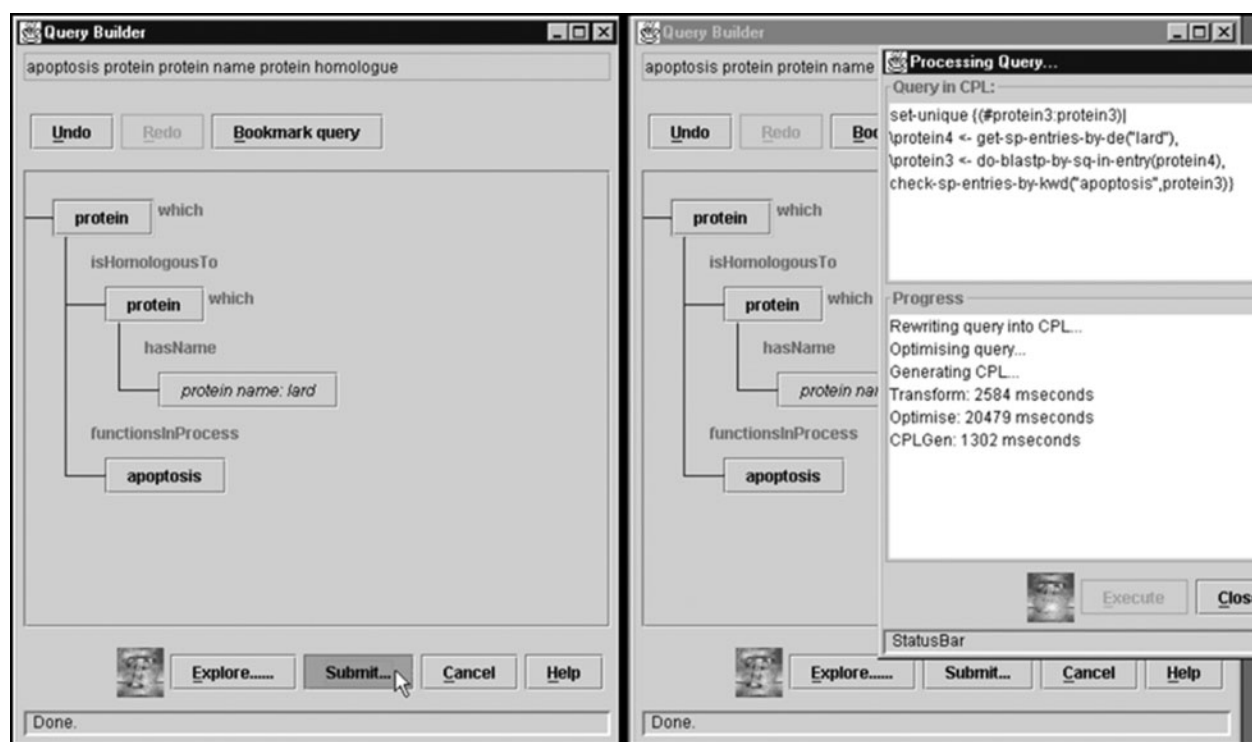 Query Builder
apoptosis protein protein name protein homologue
Undo
Redo
Bookmark query
protein
which
isHomologousTo
protein
which
hasName
protein name: lard
functionsInProcess
apoptosis
Explore......
Submit...
Cancel
Help
Done.
Query Builder
apoptosis protein protein name
Undo
Redo
Boo
protein
which
isHomologousTo
protein
which
hasName
protein nar
functionsInProcess
apoptosis
Explore......
Submit...
Cancel
Help
Done.
Processing Query...
Query in CPL:
set-unique {(#protein3:protein3)|
\protein4 <- get-sp-entries-by-de("lard"),
\protein3 <- do-blastp-by-sq-in-entry(protein4),
check-sp-entries-by-kwd("apoptosis",protein3)}
Progress
Rewriting query into CPL...
Optimising query...
Generating CPL...
Transform: 2584 mseconds
Optimise: 20479 mseconds
CPLGen: 1302 mseconds
Execute
Clos
StatusBar